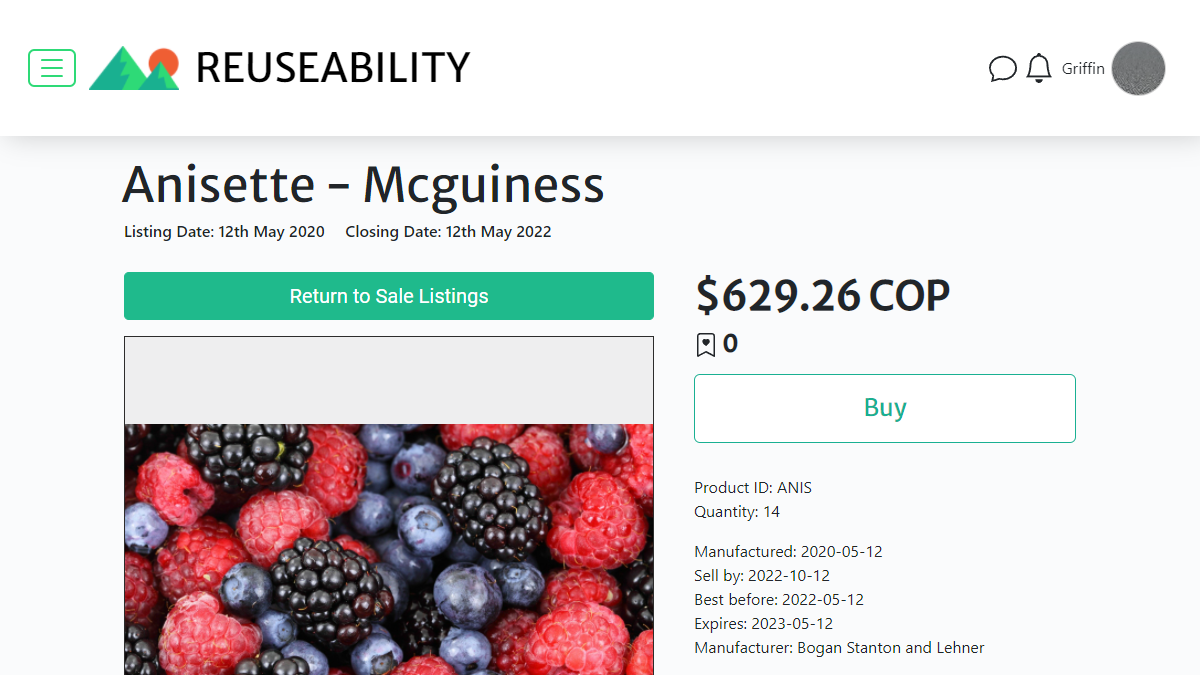 REUSEABILITY
Griffin
Anisette - Mcguiness
Listing Date: 12th May 2020 Closing Date: 12th May 2022
Return to Sale Listings
$629.26 COP
0
Buy
Product ID: ANIS
Quantity: 14
Manufactured: 2020-05-12
Sell by: 2022-10-12
Best before: 2022-05-12
Expires: 2023-05-12
Manufacturer: Bogan Stanton and Lehner